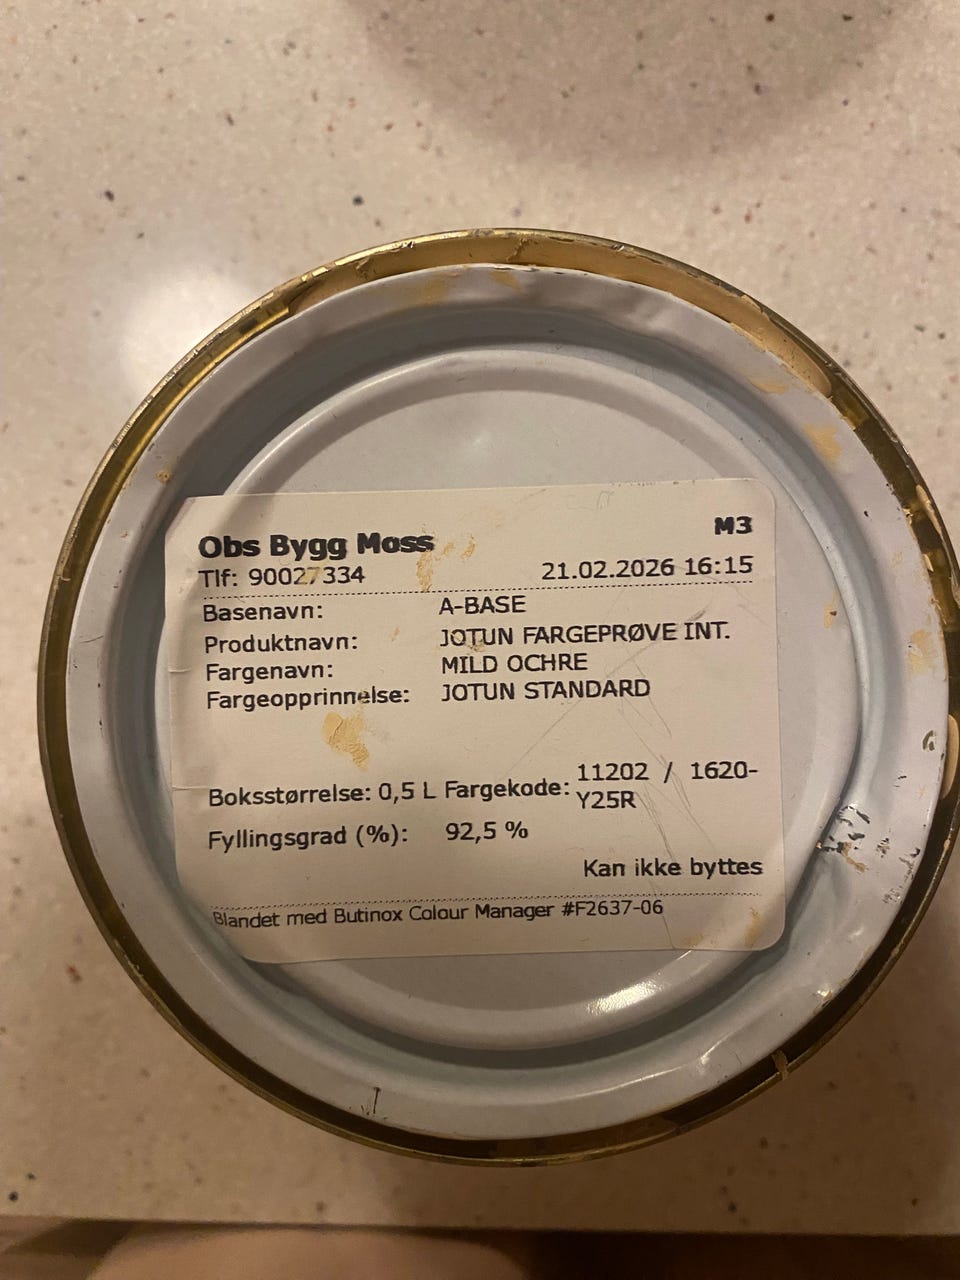 Obs Bygg Moss M3
Tlf: 90027334 21.02.2026 16:15
Basenavn: A-BASE
Produktnavn: JOTUN FARGEPRØVE INT.
Fargenavn: MILD OCHRE
Fargeopprinnelse: JOTUN STANDARD
Boksstørrelse: 0,5 L Fargekode: 11202 / 1620-
Y25R
Fyllingsgrad (%): 92,5 %
Kan ikke byttes
Blandet med Butinox Colour Manager #F2637-06